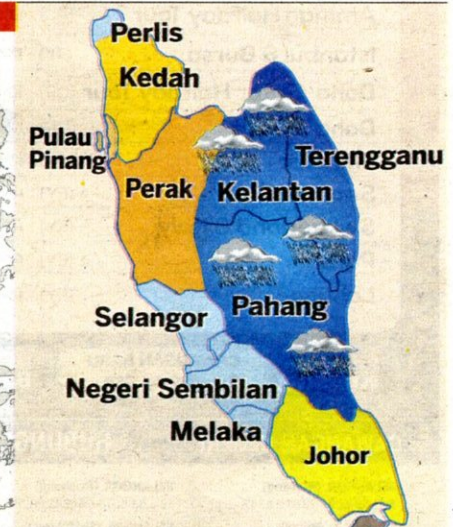 Perlis
Kedah
Pulau
Pinang
Terengganu
Perak
Kelantan
Pahang
Selangor
Negeri Sembilan
Melaka
Johor